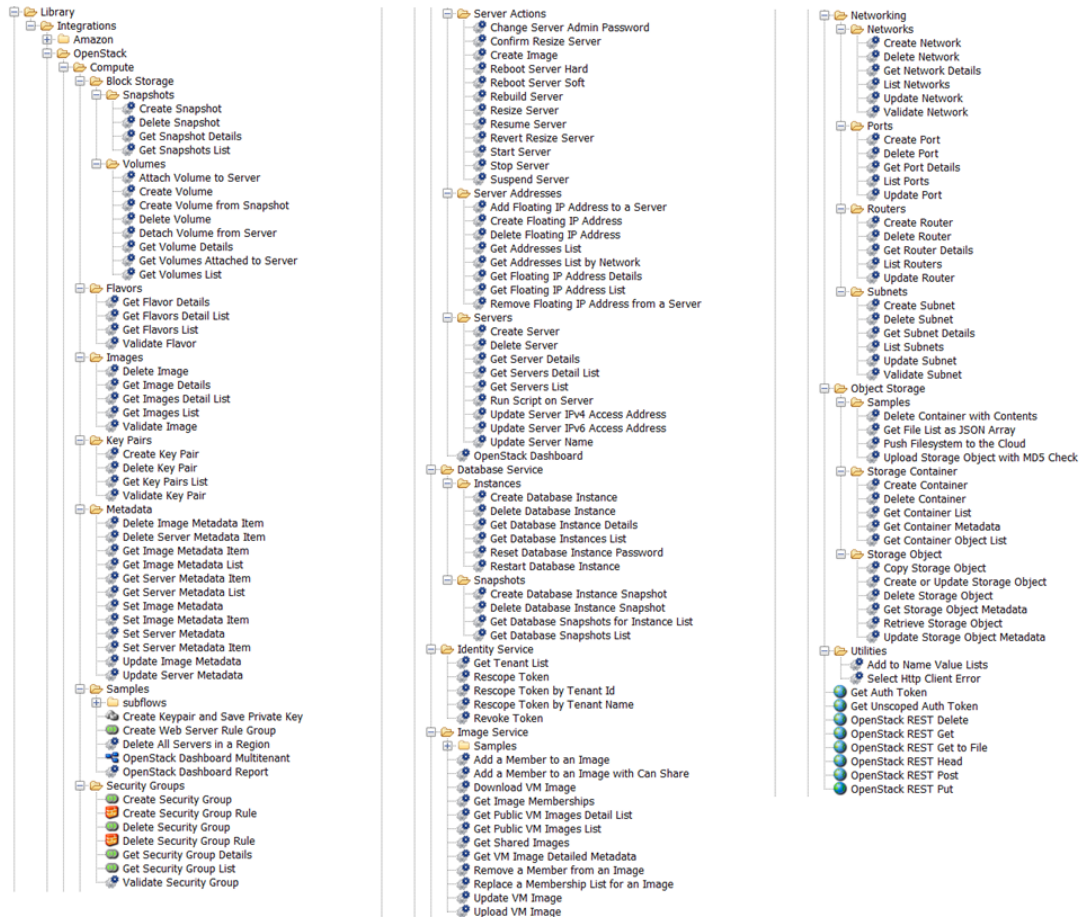 Library
Integrations
Amazon
OpenStack
Compute
Block Storage
Snapshots
Create Snapshot
Delete Snapshot
Get Snapshot Details
Get Snapshots List
Volumes
Attach Volume to Server
Create Volume
Create Volume from Snapshot
Delete Volume
Detach Volume from Server
Get Volume Details
Get Volumes Attached to Server
Get Volumes List
Flavors
Get Flavor Details
Get Flavors Detail List
Get Flavors List
Validate Flavor
Images
Delete Image
Get Image Details
Get Images Detail List
Get Images List
Validate Image
Key Pairs
Create Key Pair
Delete Key Pair
Get Key Pairs List
Validate Key Pair
Metadata
Delete Image Metadata Item
Delete Server Metadata Item
Get Image Metadata Item
Get Image Metadata List
Get Server Metadata Item
Get Server Metadata List
Set Image Metadata
Set Image Metadata Item
Set Server Metadata
Set Server Metadata Item
Update Image Metadata
Update Server Metadata
Samples
subflows
Create Keypair and Save Private Key
Create Web Server Rule Group
Delete All Servers in a Region
OpenStack Dashboard Multitenant
OpenStack Dashboard Report
Security Groups
Create Security Group
Create Security Group Rule
Delete Security Group
Delete Security Group Rule
Get Security Group Details
Get Security Group List
Validate Security Group
Server Actions
Change Server Admin Password
Confirm Resize Server
Create Image
Reboot Server Hard
Reboot Server Soft
Rebuild Server
Resize Server
Resume Server
Revert Resize Server
Start Server
Stop Server
Suspend Server
Server Addresses
Add Floating IP Address to a Server
Create Floating IP Address
Delete Floating IP Address
Get Addresses List
Get Addresses List by Network
Get Floating IP Address Details
Get Floating IP Address List
Remove Floating IP Address from a Server
Servers
Create Server
Delete Server
Get Server Details
Get Servers Detail List
Get Servers List
Run Script on Server
Update Server IPv4 Access Address
Update Server IPv6 Access Address
Update Server Name
OpenStack Dashboard
Database Service
Instances
Create Database Instance
Delete Database Instance
Get Database Instance Details
Get Database Instances List
Reset Database Instance Password
Restart Database Instance
Snapshots
Create Database Instance Snapshot
Delete Database Instance Snapshot
Get Database Snapshots for Instance List
Get Database Snapshots List
Identity Service
Get Tenant List
Rescope Token
Rescope Token by Tenant Id
Rescope Token by Tenant Name
Revoke Token
Image Service
Samples
Add a Member to an Image
Add a Member to an Image with Can Share
Download VM Image
Get Image Memberships
Get Public VM Images Detail List
Get Public VM Images List
Get Shared Images
Get VM Image Detailed Metadata
Remove a Member from an Image
Replace a Membership List for an Image
Update VM Image
Upload VM Image
Networking
Networks
Create Network
Delete Network
Get Network Details
List Networks
Update Network
Validate Network
Ports
Create Port
Delete Port
Get Port Details
List Ports
Update Port
Routers
Create Router
Delete Router
Get Router Details
List Routers
Update Router
Subnets
Create Subnet
Delete Subnet
Get Subnet Details
List Subnets
Update Subnet
Validate Subnet
Object Storage
Samples
Delete Container with Contents
Get File List as JSON Array
Push Filesystem to the Cloud
Upload Storage Object with MD5 Check
Storage Container
Create Container
Delete Container
Get Container List
Get Container Metadata
Get Container Object List
Storage Object
Copy Storage Object
Create or Update Storage Object
Delete Storage Object
Get Storage Object Metadata
Retrieve Storage Object
Update Storage Object Metadata
Utilities
Add to Name Value Lists
Select Http Client Error
Get Auth Token
Get Unscoped Auth Token
OpenStack REST Delete
OpenStack REST Get
OpenStack REST Get to File
OpenStack REST Head
OpenStack REST Post
OpenStack REST Put